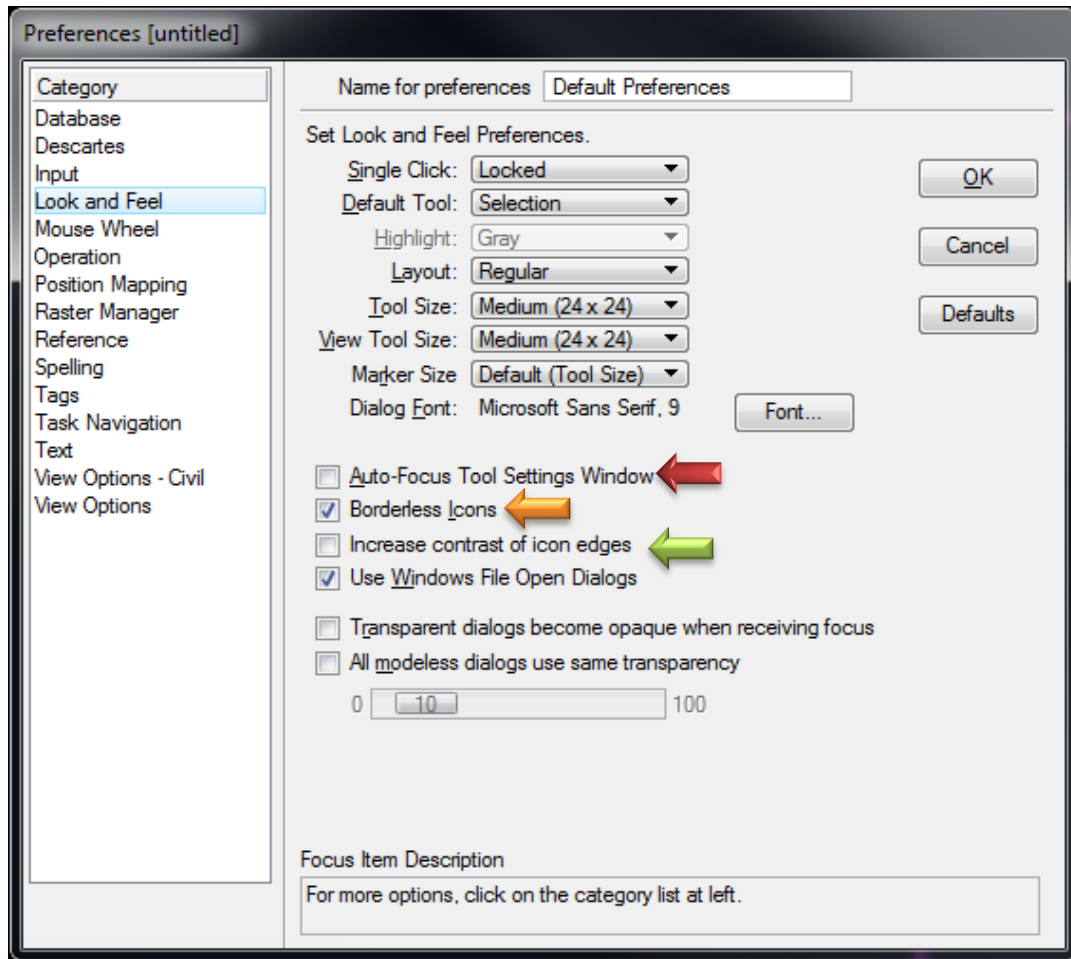 Preferences [untitled]
Category
Database
Descartes
Input
Look and Feel
Mouse Wheel
Operation
Position Mapping
Raster Manager
Reference
Spelling
Tags
Task Navigation
Text
View Options - Civil
View Options
Name for preferences Default Preferences
Set Look and Feel Preferences.
Single Click: Locked
Default Tool: Selection
Highlight: Gray
Layout: Regular
Tool Size: Medium (24 x 24)
View Tool Size: Medium (24 x 24)
Marker Size Default (Tool Size)
Dialog Font: Microsoft Sans Serif, 9 Font...
OK
Cancel
Defaults
Auto-Focus Tool Settings Window
Borderless Icons
Increase contrast of icon edges
Use Windows File Open Dialogs
Transparent dialogs become opaque when receiving focus
All modeless dialogs use same transparency
0 10 100
Focus Item Description
For more options, click on the category list at left.